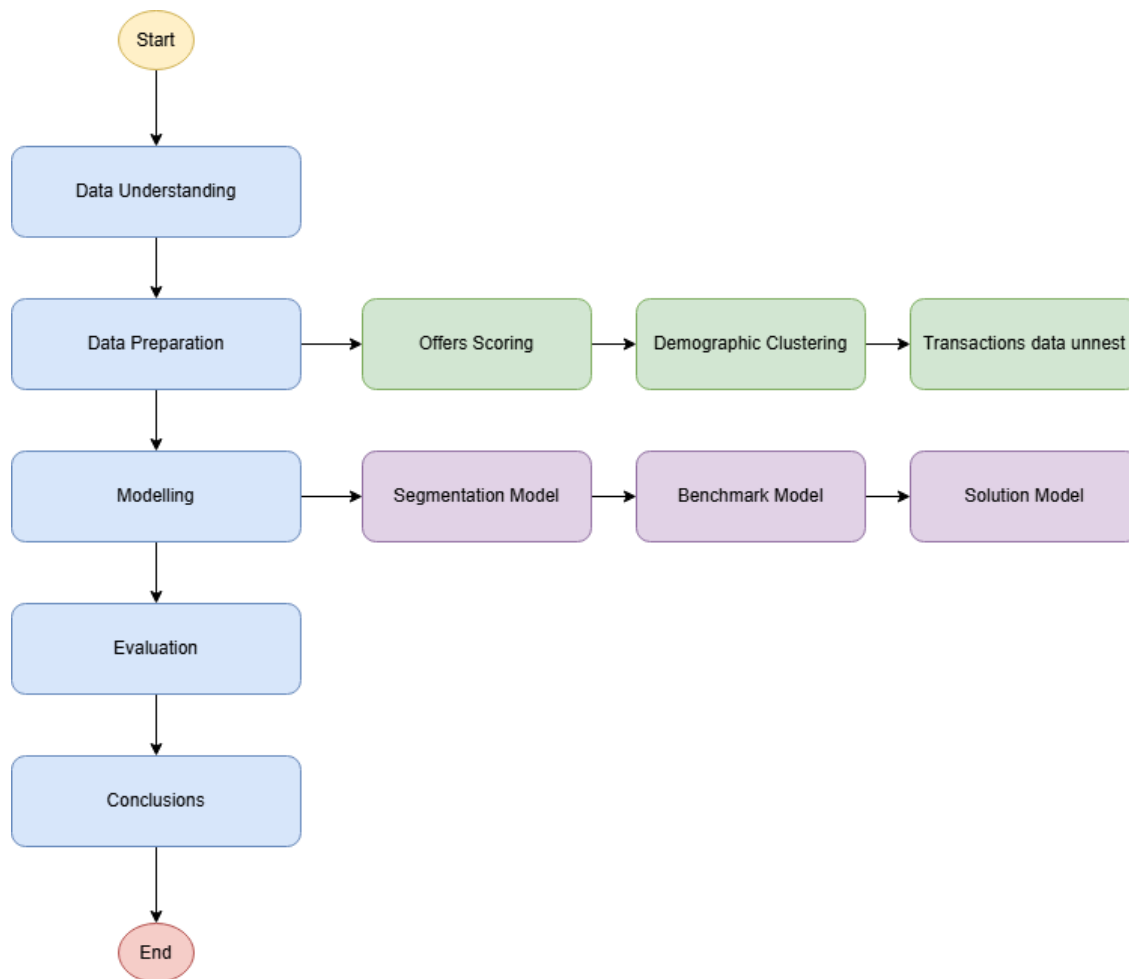 Start
Data Understanding
Data Preparation
Offers Scoring
Demographic Clustering
Transactions data unnest
Modelling
Segmentation Model
Benchmark Model
Solution Model
Evaluation
Conclusions
End